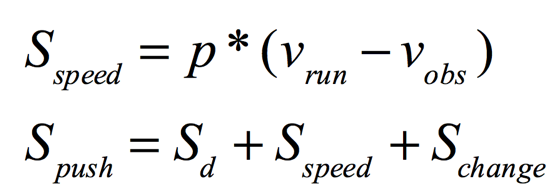 S_speed = p * (v_run − v_obs)
S_push = S_d + S_speed + S_change